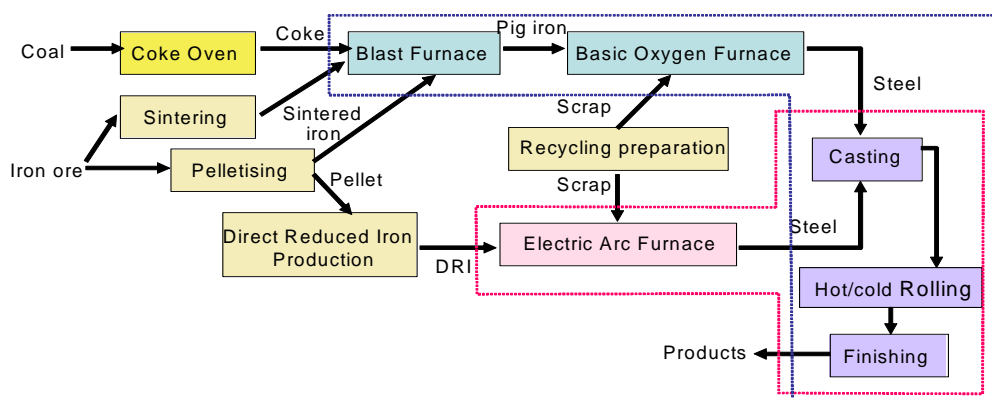 Coal
Coke Oven
Coke
Blast Furnace
Pig iron
Basic Oxygen Furnace
Steel
Sintering
Sintered
iron
Scrap
Iron ore
Pelletising
Recycling preparation
Casting
Pellet
Scrap
Direct Reduced Iron
Production
DRI
Electric Arc Furnace
Steel
Hot/cold Rolling
Products
Finishing